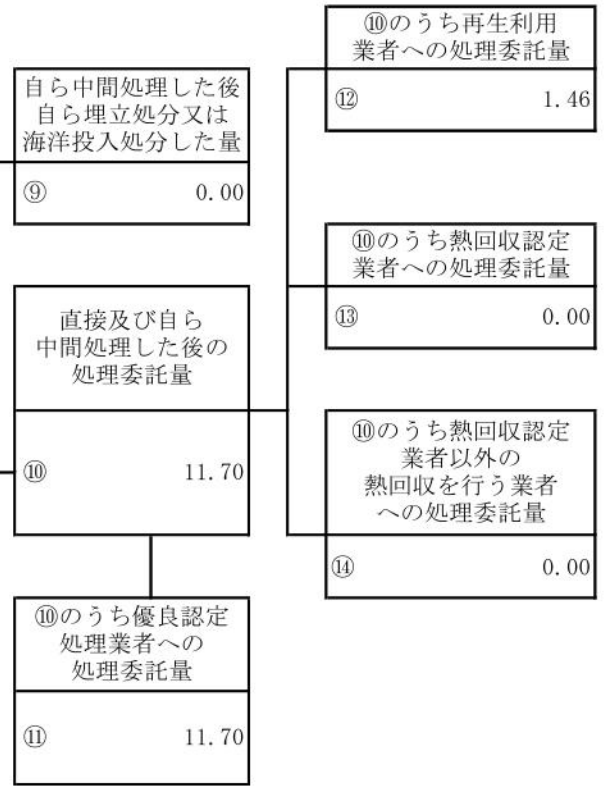 自ら中間処理した後
自ら埋立処分又は
海洋投入処分した量
⑨ 0.00
直接及び自ら
中間処理した後の
処理委託量
⑩ 11.70
⑩のうち優良認定
処理業者への
処理委託量
⑪ 11.70
⑩のうち再生利用
業者への処理委託量
⑫ 1.46
⑩のうち熱回収認定
業者への処理委託量
⑬ 0.00
⑩のうち熱回収認定
業者以外の
熱回収を行う業者
への処理委託量
⑭ 0.00